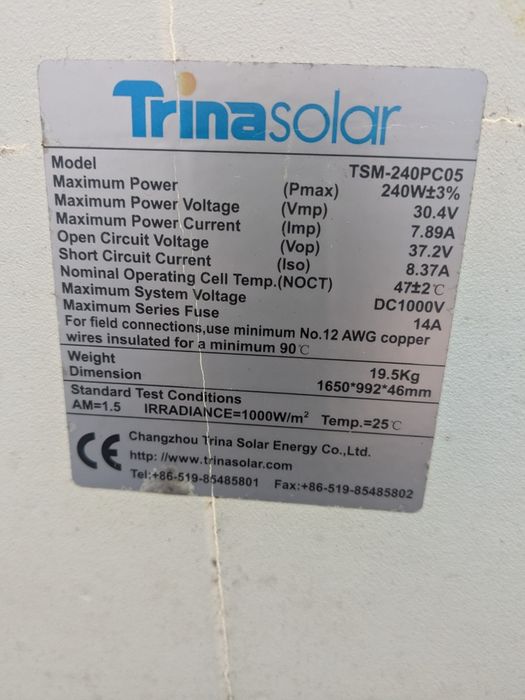 Trinasolar
Model TSM-240PC05
Maximum Power (Pmax) 240W±3%
Maximum Power Voltage (Vmp) 30.4V
Maximum Power Current (Imp) 7.89A
Open Circuit Voltage (Vop) 37.2V
Short Circuit Current (Iso) 8.37A
Nominal Operating Cell Temp.(NOCT) 47±2℃
Maximum System Voltage DC1000V
Maximum Series Fuse 14A
For field connections,use minimum No.12 AWG copper
wires insulated for a minimum 90℃
Weight 19.5Kg
Dimension 1650*992*46mm
Standard Test Conditions
AM=1.5 IRRADIANCE=1000W/m² Temp.=25℃
CE Changzhou Trina Solar Energy Co.,Ltd.
http: //www.trinasolar.com
Tel:+86-519-85485801 Fax:+86-519-85485802